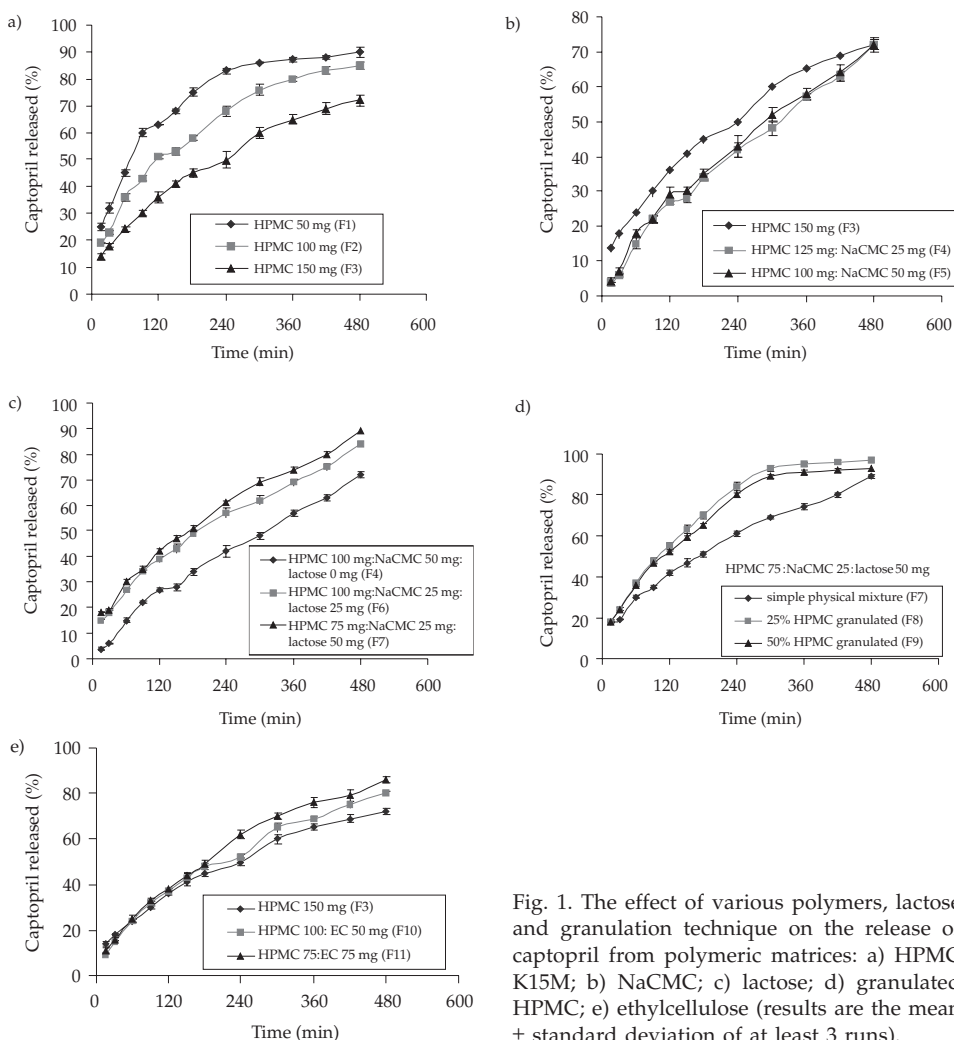 a)
Captopril released (%)
100
90
80
70
60
50
40
30
20
10
0
HPMC 50 mg (F1)
HPMC 100 mg (F2)
HPMC 150 mg (F3)
0 120 240 360 480 600
Time (min)
b)
Captopril released (%)
80
70
60
50
40
30
20
10
0
HPMC 150 mg (F3)
HPMC 125 mg: NaCMC 25 mg (F4)
HPMC 100 mg: NaCMC 50 mg (F5)
0 120 240 360 480 600
Time (min)
c)
Captopril released (%)
100
90
80
70
60
50
40
30
20
10
0
HPMC 100 mg:NaCMC 50 mg:
lactose 0 mg (F4)
HPMC 100 mg:NaCMC 25 mg:
lactose 25 mg (F6)
HPMC 75 mg:NaCMC 25 mg:
lactose 50 mg (F7)
0 120 240 360 480 600
Time (min)
d)
Captopril released (%)
100
80
60
40
20
0
HPMC 75:NaCMC 25:lactose 50 mg
simple physical mixture (F7)
25% HPMC granulated (F8)
50% HPMC granulated (F9)
0 120 240 360 480 600
Time (min)
e)
Captopril released (%)
100
80
60
40
20
0
HPMC 150 mg (F3)
HPMC 100: EC 50 mg (F10)
HPMC 75:EC 75 mg (F11)
0 120 240 360 480 600
Time (min)
Fig. 1. The effect of various polymers, lactose
and granulation technique on the release o
captopril from polymeric matrices: a) HPMC
K15M; b) NaCMC; c) lactose; d) granulated
HPMC; e) ethylcellulose (results are the mean
± standard deviation of at least 3 runs).